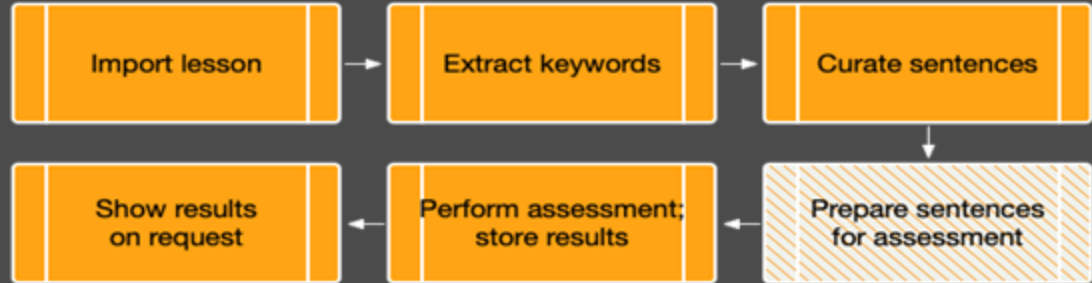 Import lesson
Extract keywords
Curate sentences
Prepare sentences
for assessment
Perform assessment;
store results
Show results
on request